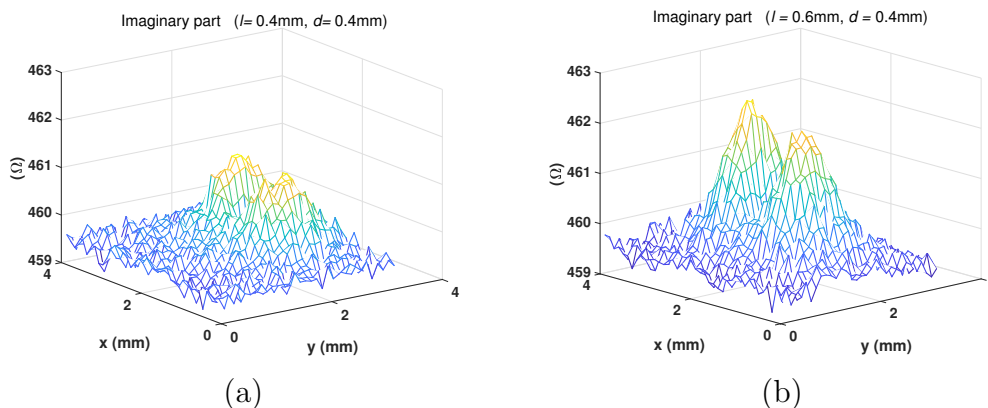 Imaginary part (l= 0.4mm, d= 0.4mm)
463
462
461
460
459
(Ω)
4
2
0
x (mm)
0
2
4
y (mm)
(a)
Imaginary part (l = 0.6mm, d = 0.4mm)
463
462
461
460
459
(Ω)
4
2
0
x (mm)
0
2
y (mm)
(b)